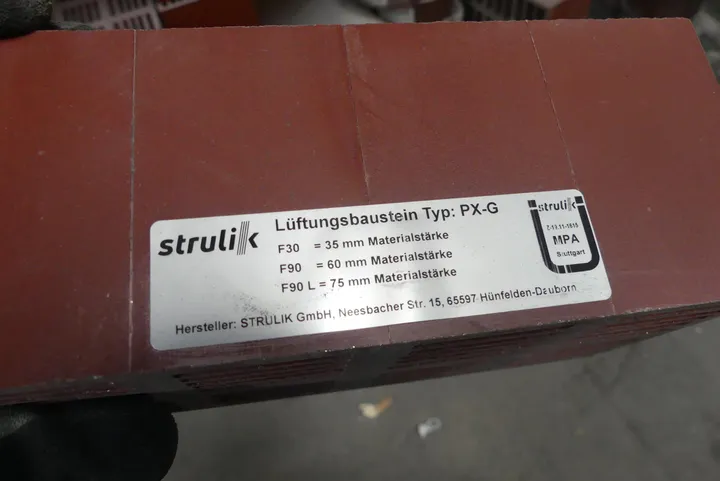 strulik
Lüftungsbaustein Typ: PX-G
F30 = 35 mm Materialstärke
F90 = 60 mm Materialstärke
F90 L = 75 mm Materialstärke
Hersteller: STRULIK GmbH, Neesbacher Str. 15, 65597 Hünfelden-Dauborn
strulik
MPA
Stuttgart